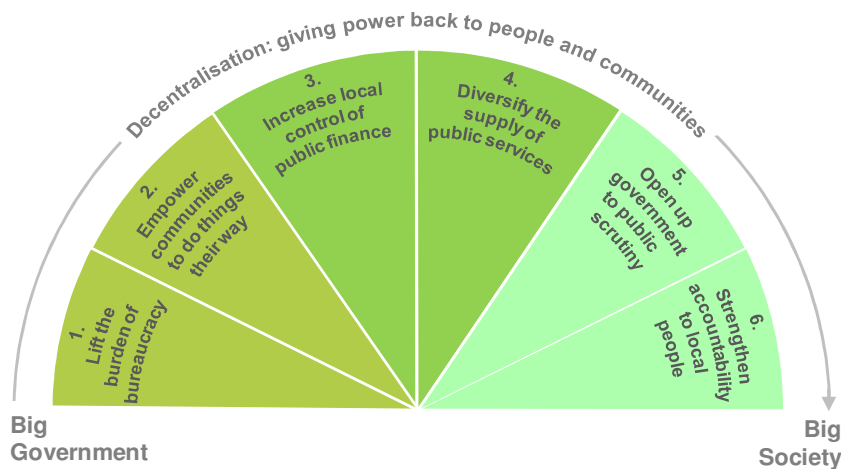 Decentralisation: giving power back to people and communities
1.
Lift the
burden of
bureaucracy
2.
Empower
communities
to do things
their way
3.
Increase local
control of
public finance
4.
Diversify the
supply of
public services
5.
Open up
government
to public
scrutiny
6.
Strengthen
accountability
to local
people
Big
Government
Big
Society